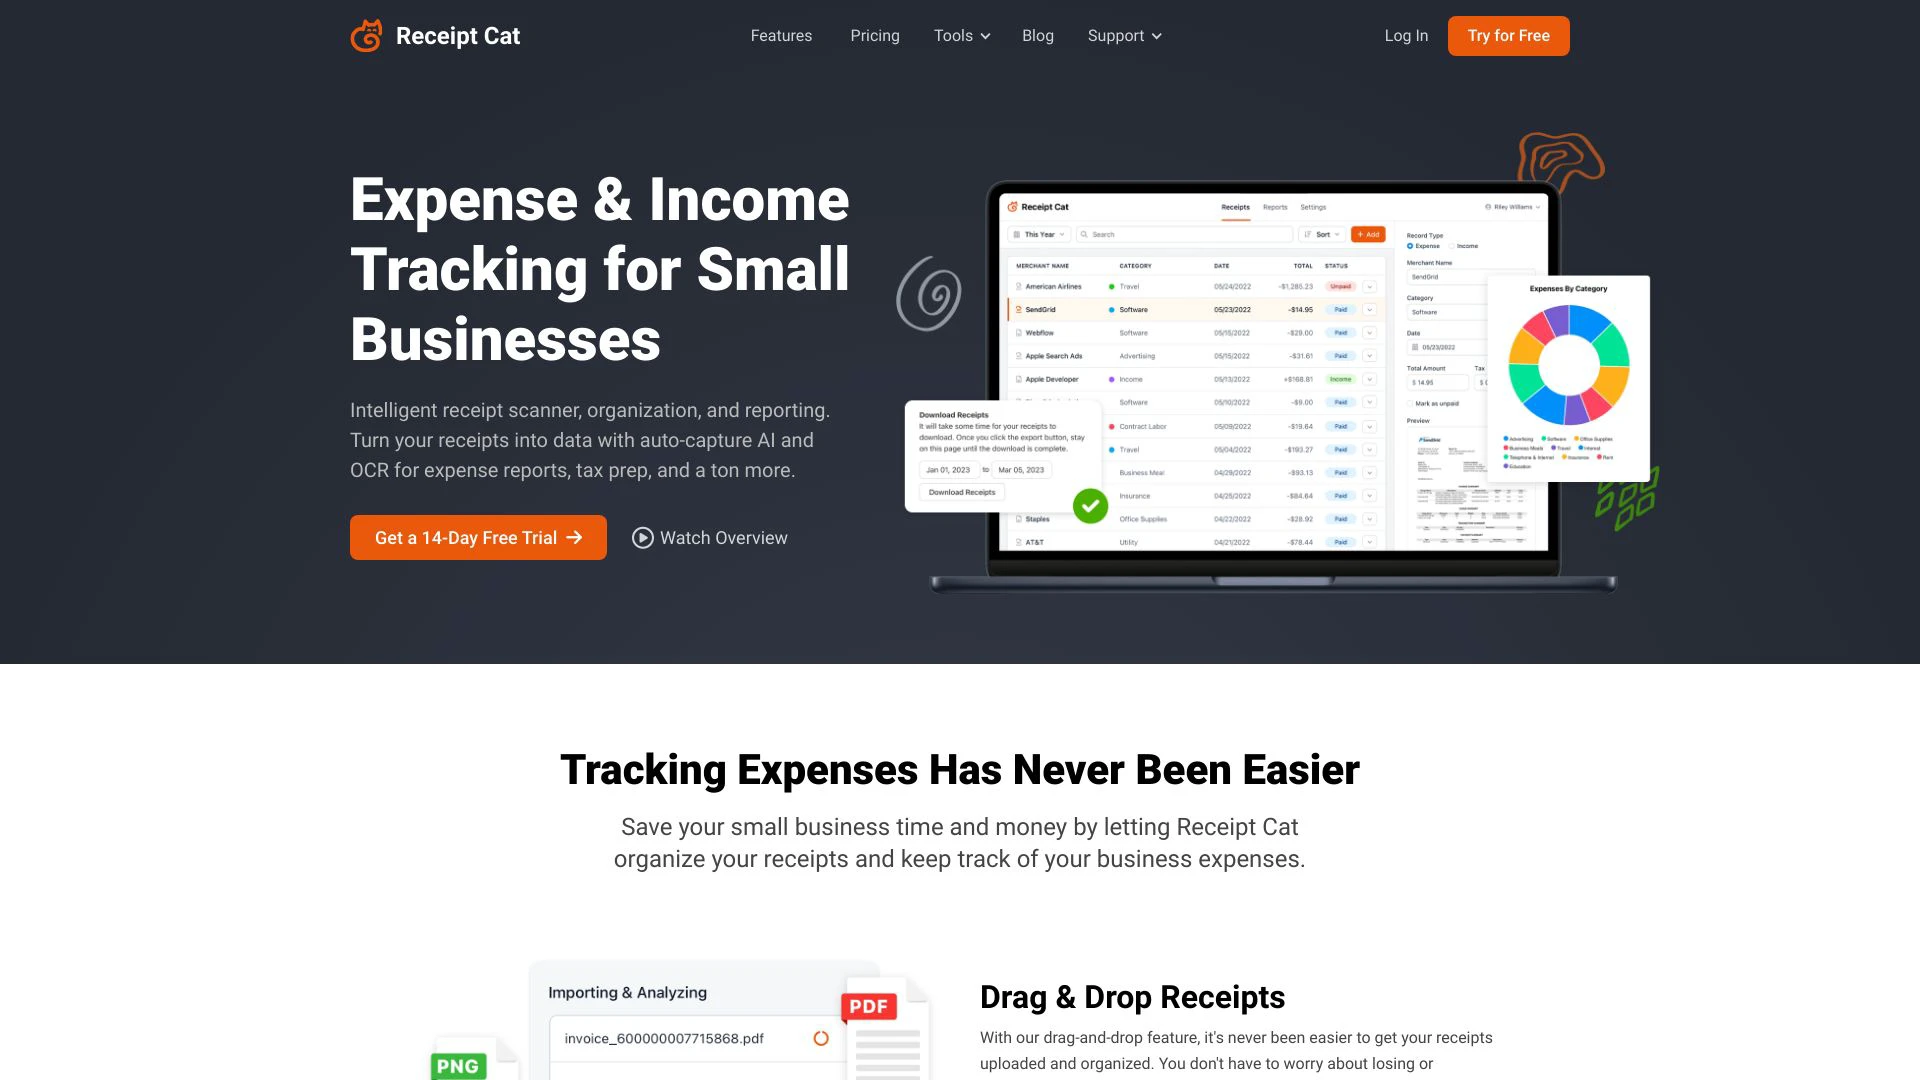 Receipt Cat
Features
Pricing
Tools
Blog
Support
Log In
Try for Free
Expense & Income
Tracking for Small
Businesses
Intelligent receipt scanner, organization, and reporting.
Turn your receipts into data with auto-capture AI and
OCR for expense reports, tax prep, and a ton more.
Get a 14-Day Free Trial
Watch Overview
Receipt Cat
Receipts
Reports
Settings
Riley Williams
This Year
Search
Sort
+ Add
MERCHANT NAME CATEGORY DATE TOTAL STATUS
American Airlines Travel 05/24/2022 -$1,285.23 Unpaid
SendGrid Software 05/23/2022 -$14.95 Paid
Webflow Software 05/15/2022 -$29.00 Paid
Apple Search Ads Advertising 05/15/2022 -$31.61 Paid
Apple Developer Income 05/13/2022 +$168.81 Income
Software 05/10/2022 -$9.00 Paid
Contract Labor 05/09/2022 -$19.64 Paid
Travel 05/04/2022 -$193.27 Paid
Business Meal 04/29/2022 -$93.13 Paid
Insurance 04/25/2022 -$84.64 Paid
Staples Office Supplies 04/22/2022 -$28.92 Paid
AT&T Utility 04/21/2022 -$78.44 Paid
Record Type
Expense Income
Merchant Name
SendGrid
Category
Software
Date
05/23/2022
Total Amount Tax
$ 14.95 $
Mark as unpaid
Preview
SendGrid
Download Receipts
It will take some time for your receipts to
download. Once you click the export button, stay
on this page until the download is complete.
Jan 01, 2023 to Mar 05, 2023
Download Receipts
Expenses By Category
Advertising Software Office Supplies
Business Meals Travel Internet
Telephone & Internet Insurance Rent
Education
Tracking Expenses Has Never Been Easier
Save your small business time and money by letting Receipt Cat
organize your receipts and keep track of your business expenses.
Importing & Analyzing
invoice_600000007715868.pdf
PDF
PNG
Drag & Drop Receipts
With our drag-and-drop feature, it's never been easier to get your receipts
uploaded and organized. You don't have to worry about losing or